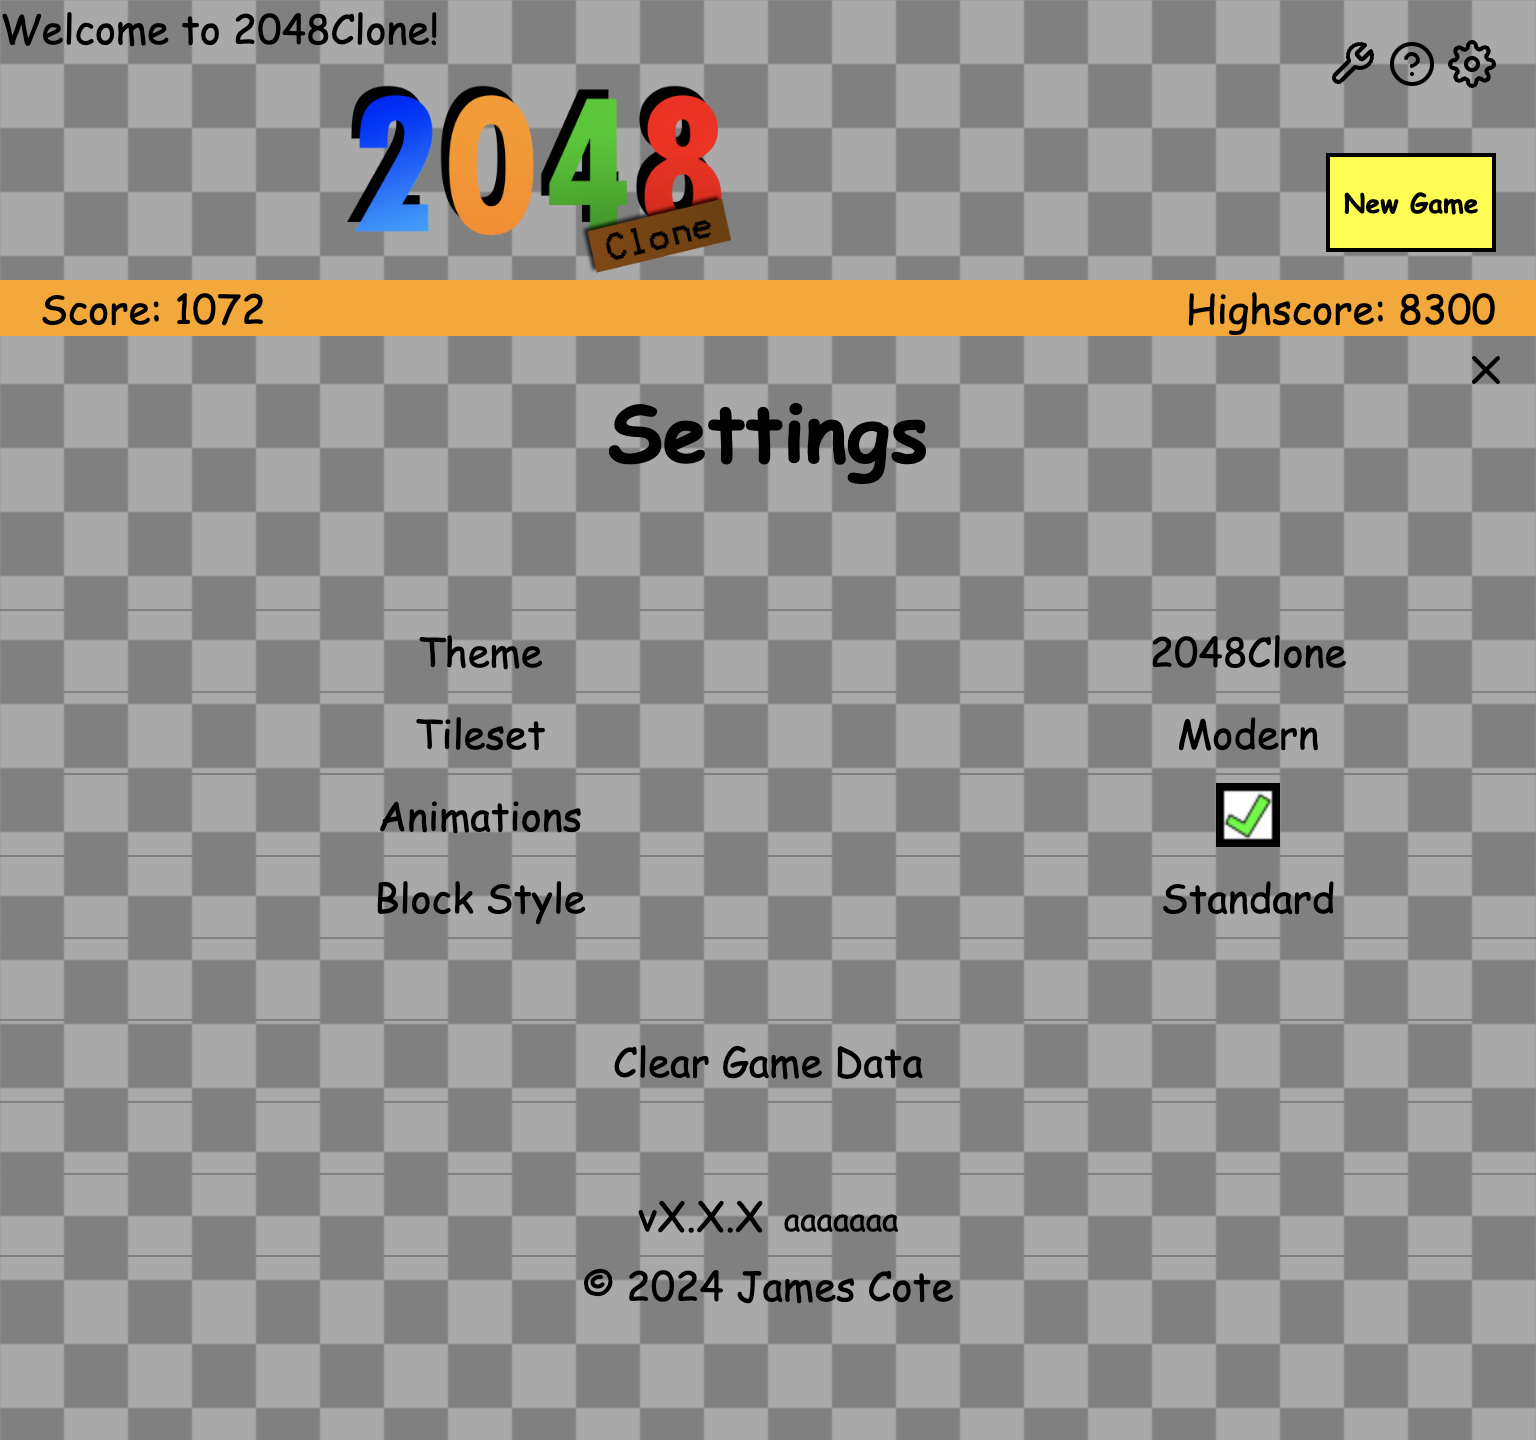 Welcome to 2048Clone!
2048
Clone
New Game
Score: 1072
Highscore: 8300
Settings
Theme
2048Clone
Tileset
Modern
Animations
Block Style
Standard
Clear Game Data
vX.X.X aaaaaaa
© 2024 James Cote